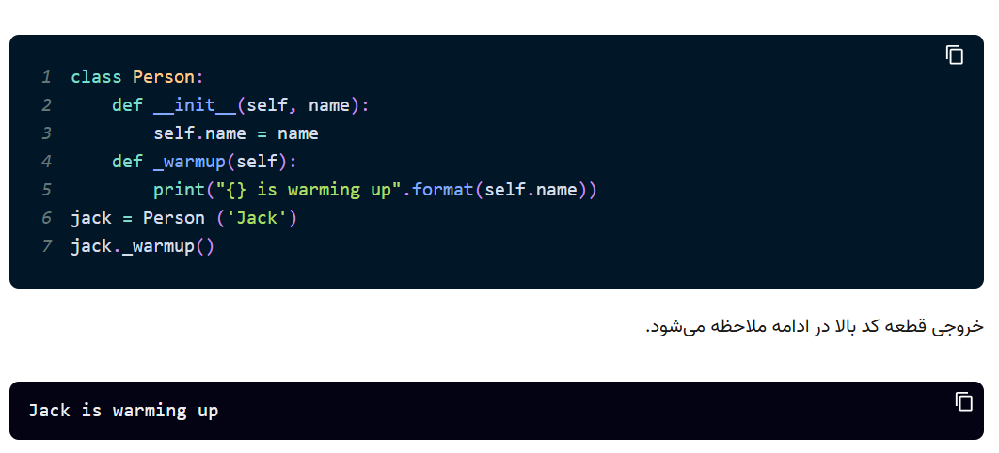 1 class Person:
2     def __init__(self, name):
3         self.name = name
4     def _warmup(self):
5         print("{} is warming up".format(self.name))
6 jack = Person ('Jack')
7 jack._warmup()
خروجی قطعه کد بالا در ادامه ملاحظه می‌شود.
Jack is warming up